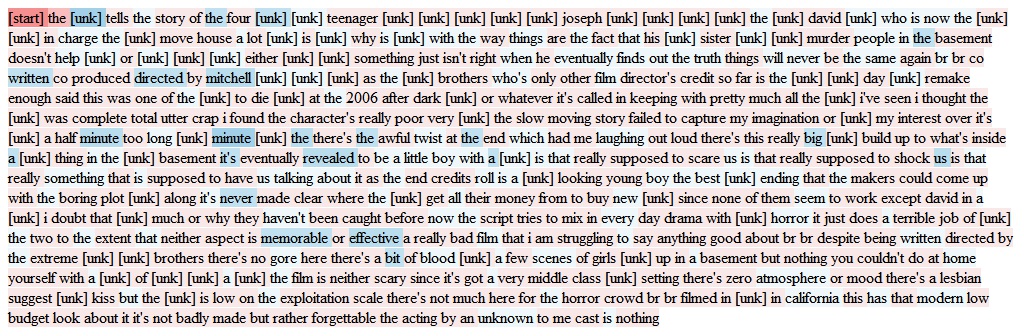 [start] the [unk] tells the story of the four [unk] [unk] teenager [unk] [unk] [unk] [unk] [unk] joseph [unk] [unk] [unk] [unk] the [unk] david [unk] who is now the [unk]
[unk] in charge the [unk] move house a lot [unk] is [unk] why is [unk] with the way things are the fact that his [unk] sister [unk] [unk] murder people in the basement
doesn't help [unk] or [unk] [unk] [unk] either [unk] [unk] something just isn't right when he eventually finds out the truth things will never be the same again br br co
written co produced directed by mitchell [unk] [unk] [unk] as the [unk] brothers who's only other film director's credit so far is the [unk] [unk] day [unk] remake
enough said this was one of the [unk] to die [unk] at the 2006 after dark [unk] or whatever it's called in keeping with pretty much all the [unk] i've seen i thought the
[unk] was complete total utter crap i found the character's really poor very [unk] the slow moving story failed to capture my imagination or [unk] my interest over it's
[unk] a half minute too long [unk] minute [unk] the there's the awful twist at the end which had me laughing out loud there's this really big [unk] build up to what's inside
a [unk] thing in the [unk] basement it's eventually revealed to be a little boy with a [unk] is that really supposed to scare us is that really supposed to shock us is that
really something that is supposed to have us talking about it as the end credits roll is a [unk] looking young boy the best [unk] ending that the makers could come up
with the boring plot [unk] along it's never made clear where the [unk] get all their money from to buy new [unk] since none of them seem to work except david in a
[unk] i doubt that [unk] much or why they haven't been caught before now the script tries to mix in every day drama with [unk] horror it just does a terrible job of [unk]
the two to the extent that neither aspect is memorable or effective a really bad film that i am struggling to say anything good about br br despite being written directed by
the extreme [unk] [unk] brothers there's no gore here there's a bit of blood [unk] a few scenes of girls [unk] up in a basement but nothing you couldn't do at home
yourself with a [unk] of [unk] [unk] a [unk] the film is neither scary since it's got a very middle class [unk] setting there's zero atmosphere or mood there's a lesbian
suggest [unk] kiss but the [unk] is low on the exploitation scale there's not much here for the horror crowd br br filmed in [unk] in california this has that modern low
budget look about it it's not badly made but rather forgettable the acting by an unknown to me cast is nothing